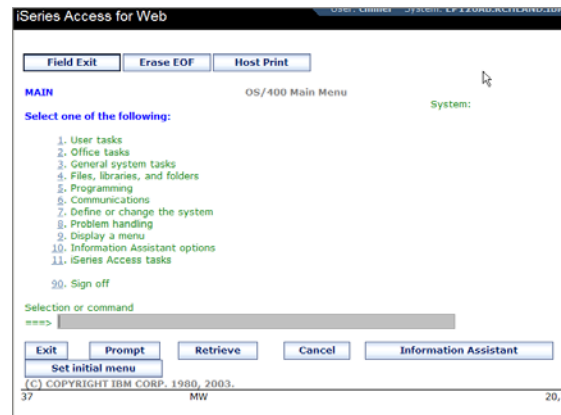 iSeries Access for Web
Field Exit Erase EOF Host Print
MAIN OS/400 Main Menu
System:
Select one of the following:
1. User tasks
2. Office tasks
3. General system tasks
4. Files, libraries, and folders
5. Programming
6. Communications
7. Define or change the system
8. Problem handling
9. Display a menu
10. Information Assistant options
11. iSeries Access tasks
90. Sign off
Selection or command
===>
Exit Prompt Retrieve Cancel Information Assistant
Set initial menu
(C) COPYRIGHT IBM CORP. 1980, 2003.
37 MW 20,